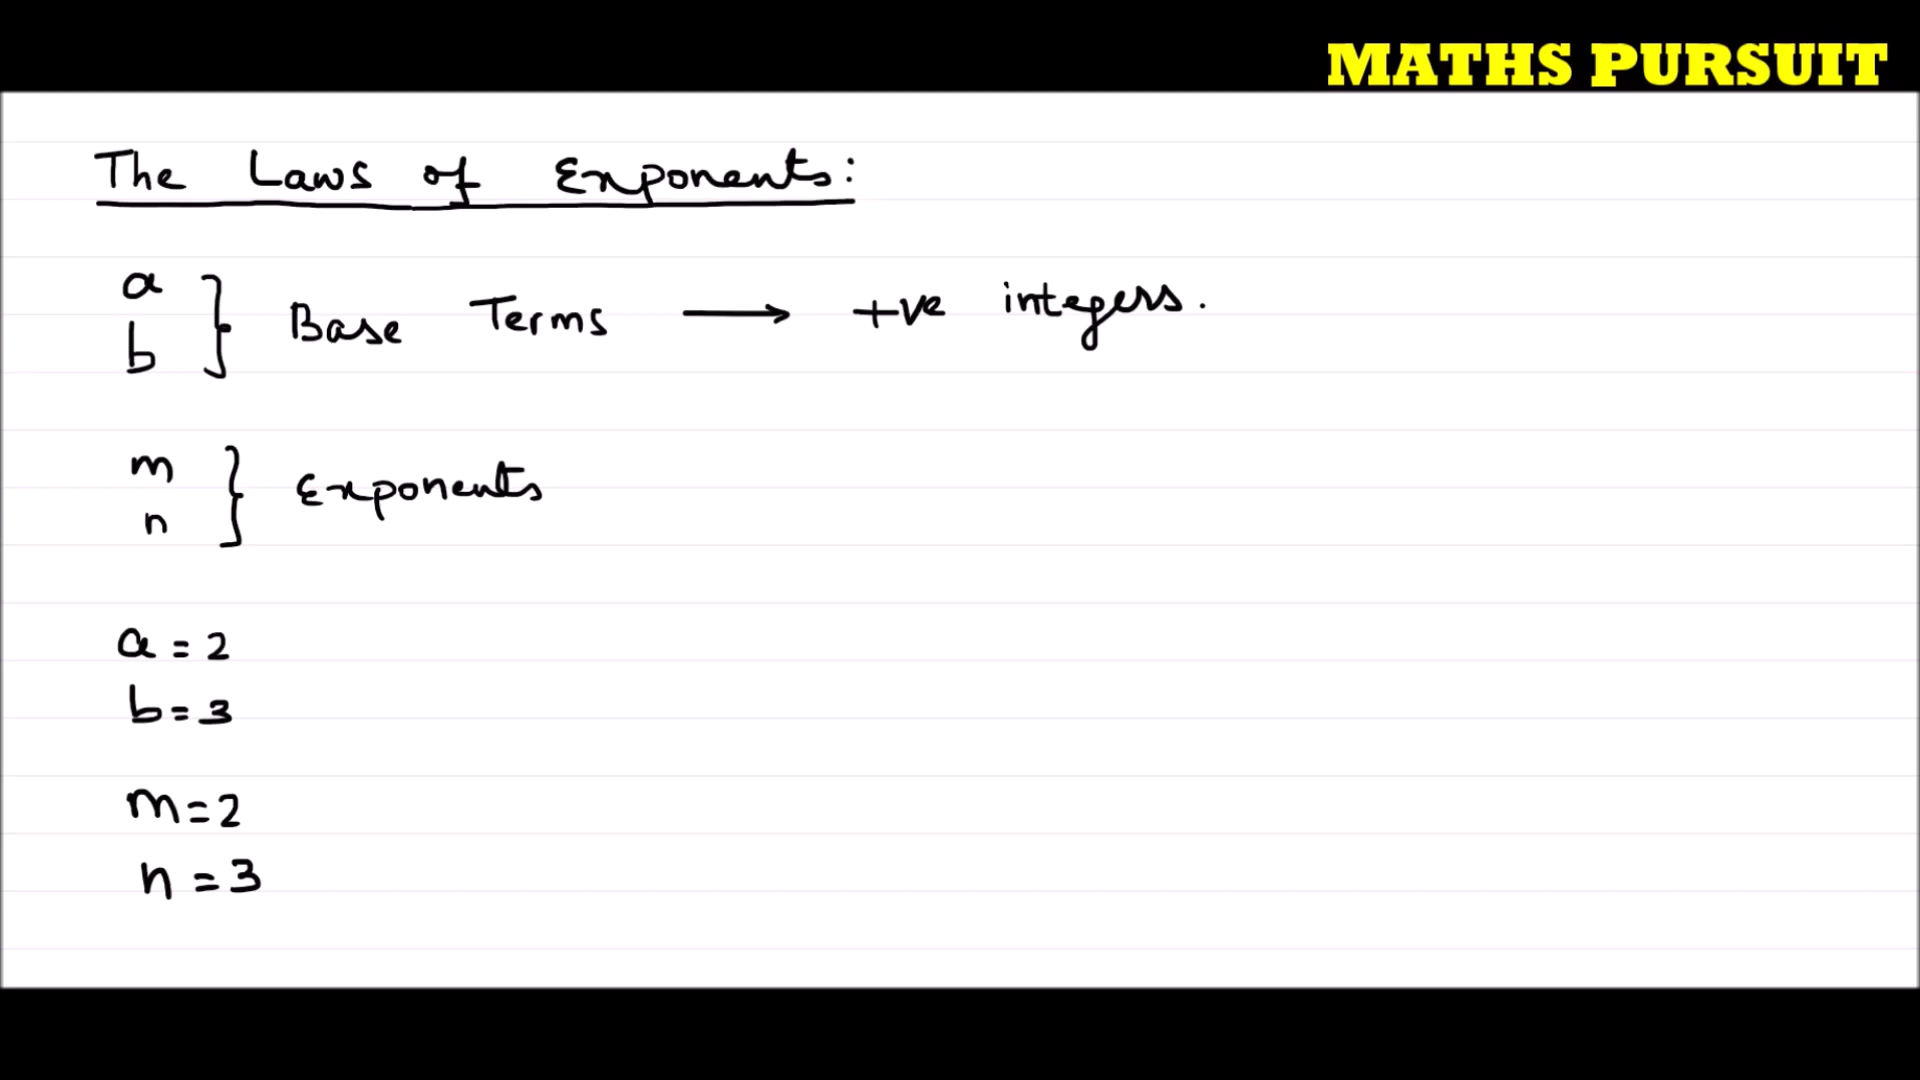 MATHS PURSUIT
The Laws of Exponents:
a
b } Base Terms → +ve integers.
m
n } Exponents
a = 2
b = 3
m = 2
n = 3